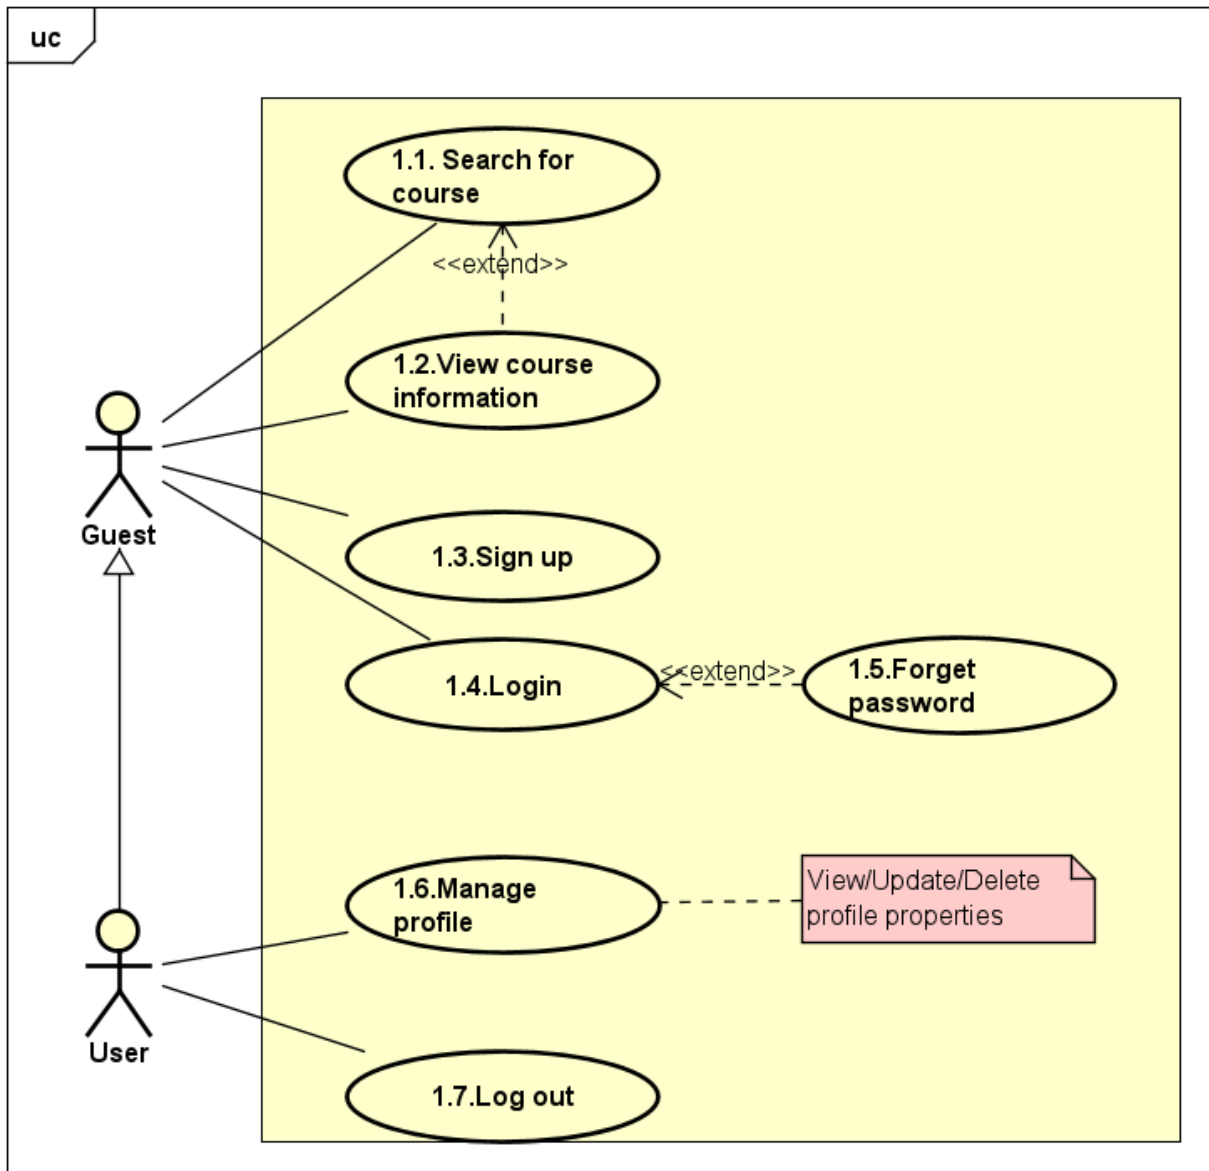 uc
1.1. Search for
course
<<extend>>
1.2.View course
information
Guest
1.3.Sign up
1.4.Login
<<extend>>
1.5.Forget
password
1.6.Manage
profile
View/Update/Delete
profile properties
User
1.7.Log out